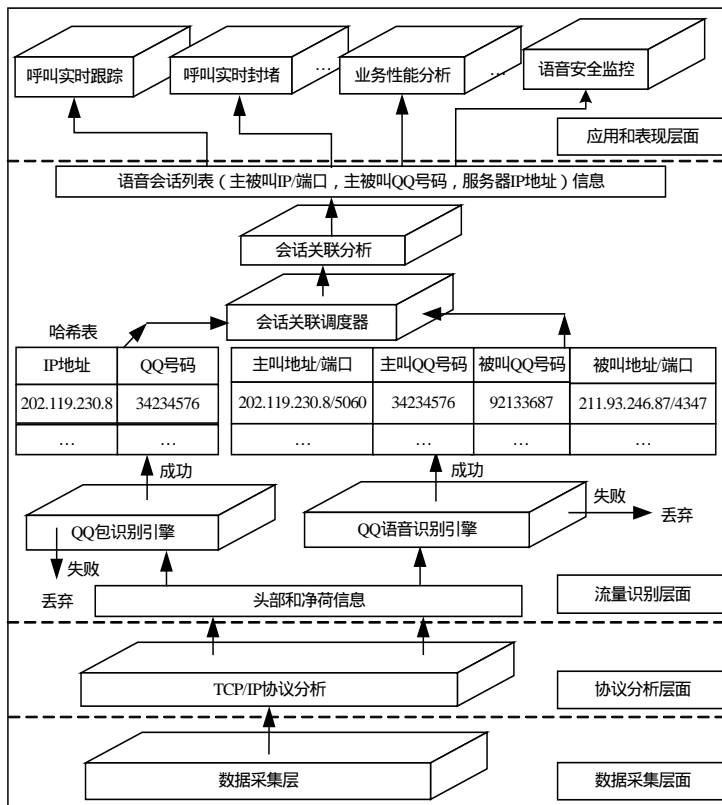 呼叫实时跟踪
呼叫实时封堵
…
业务性能分析
…
语音安全监控
应用和表现层面
语音会话列表（主被叫IP/端口，主被叫QQ号码，服务器IP地址）信息
会话关联分析
会话关联调度器
哈希表
IP地址 QQ号码
202.119.230.8 34234576
… …
主叫地址/端口 主叫QQ号码 被叫QQ号码 被叫地址/端口
202.119.230.8/5060 34234576 92133687 211.93.246.87/4347
… … … …
成功
成功
QQ包识别引擎
失败
丢弃
QQ语音识别引擎
失败
丢弃
头部和净荷信息
流量识别层面
TCP/IP协议分析
协议分析层面
数据采集层
数据采集层面